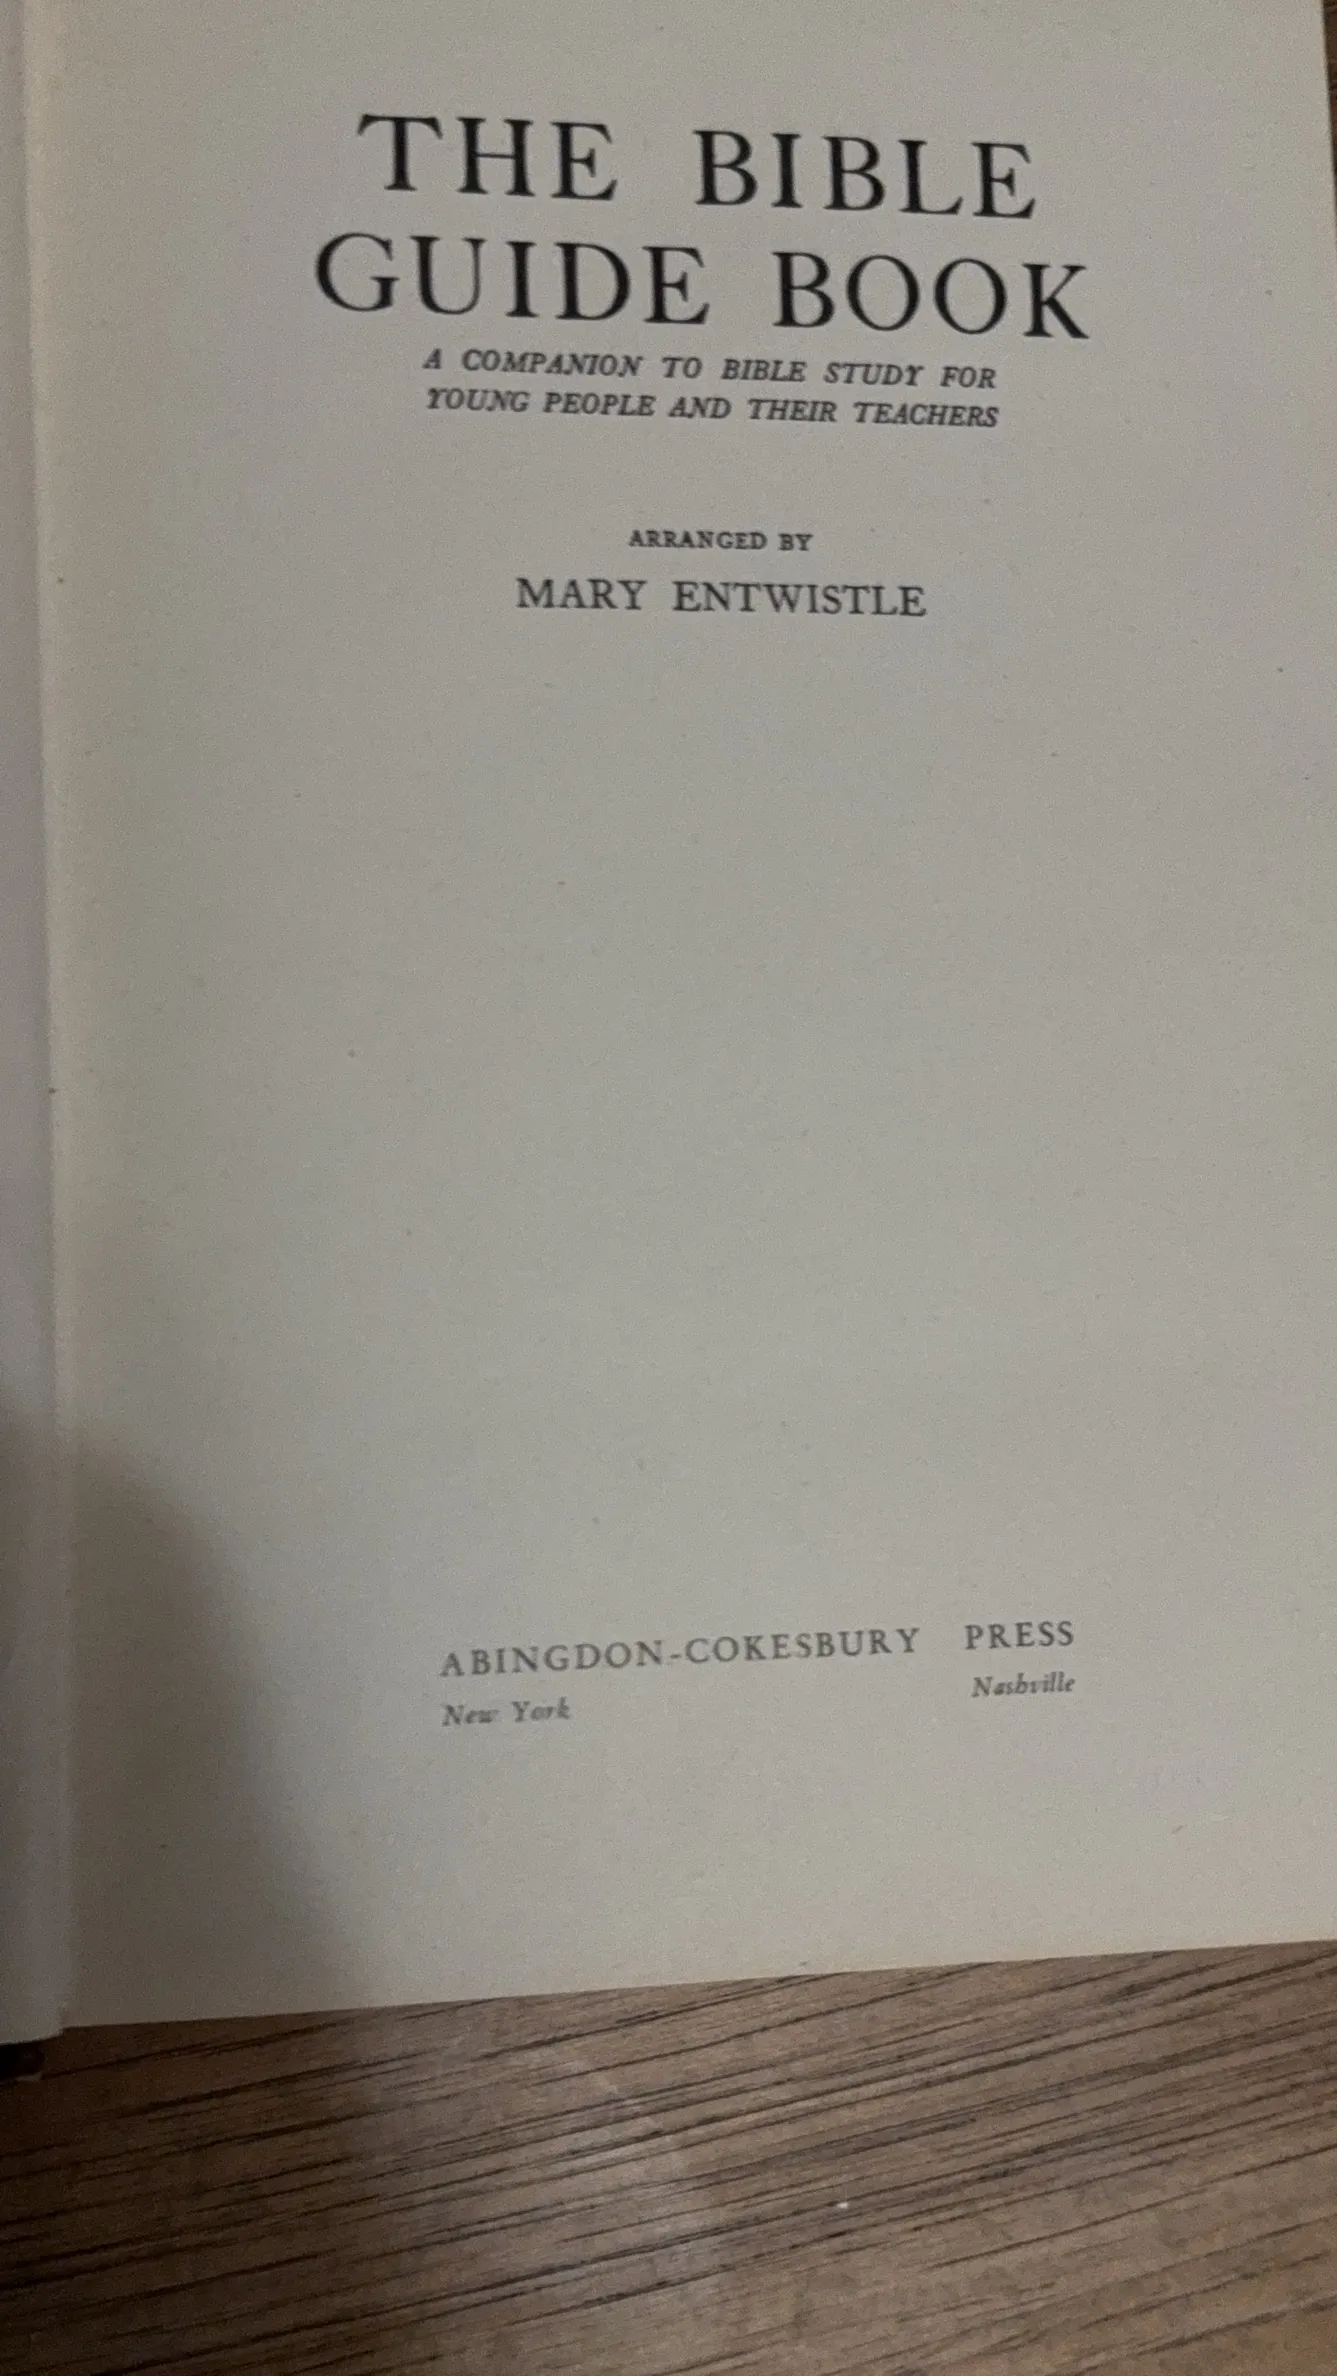 THE BIBLE
GUIDE BOOK
A COMPANION TO BIBLE STUDY FOR
YOUNG PEOPLE AND THEIR TEACHERS
ARRANGED BY
MARY ENTWISTLE
ABINGDON-COKESBURY PRESS
New York Nashville